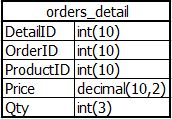 orders_detail
DetailID int(10)
OrderID int(10)
ProductID int(10)
Price decimal(10,2)
Qty int(3)